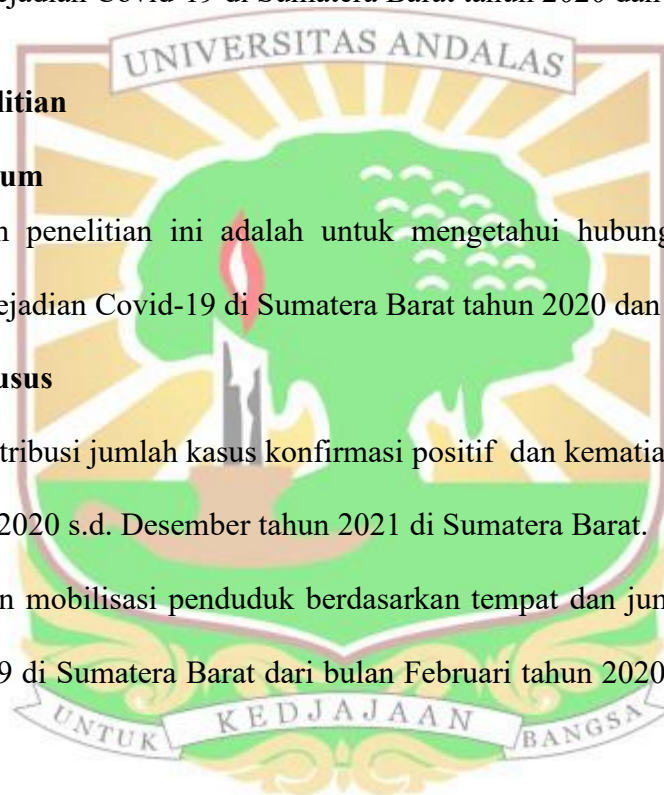 ejadian Covid-19 di Sumatera Barat tahun 2020 dan
UNIVERSITAS ANDALAS
litian
um
penelitian ini adalah untuk mengetahui hubung
ejadian Covid-19 di Sumatera Barat tahun 2020 dan
usus
tribusi jumlah kasus konfirmasi positif dan kematia
2020 s.d. Desember tahun 2021 di Sumatera Barat.
n mobilisasi penduduk berdasarkan tempat dan jum
9 di Sumatera Barat dari bulan Februari tahun 2020
UNTUK KEDJAJAAN BANGSA